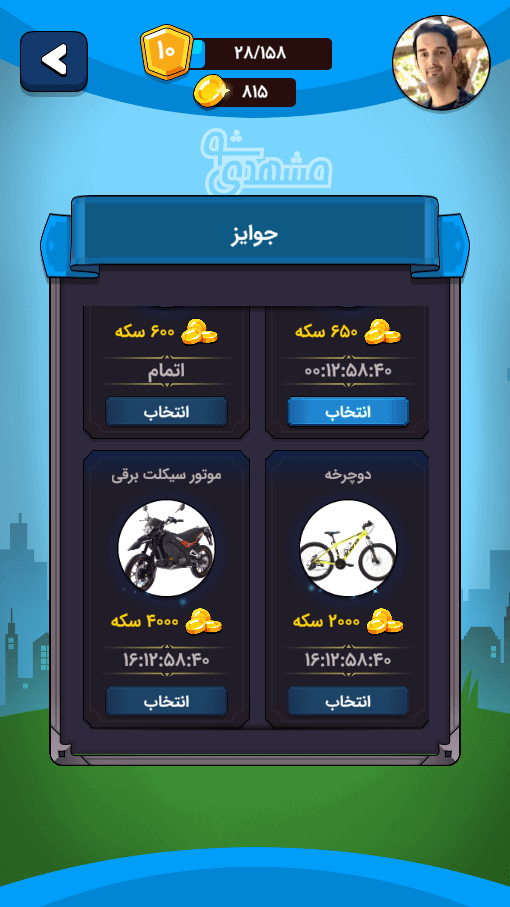 ۱۰
۲۸/۱۵۸
۸۱۵
مشهدی شو
جوایز
۶۵۰ سکه
۶۰۰ سکه
۰۰:۱۲:۵۸:۴۰
اتمام
انتخاب
انتخاب
دوچرخه
موتور سیکلت برقی
۲۰۰۰ سکه
۴۰۰۰ سکه
۱۶:۱۲:۵۸:۴۰
۱۶:۱۲:۵۸:۴۰
انتخاب
انتخاب